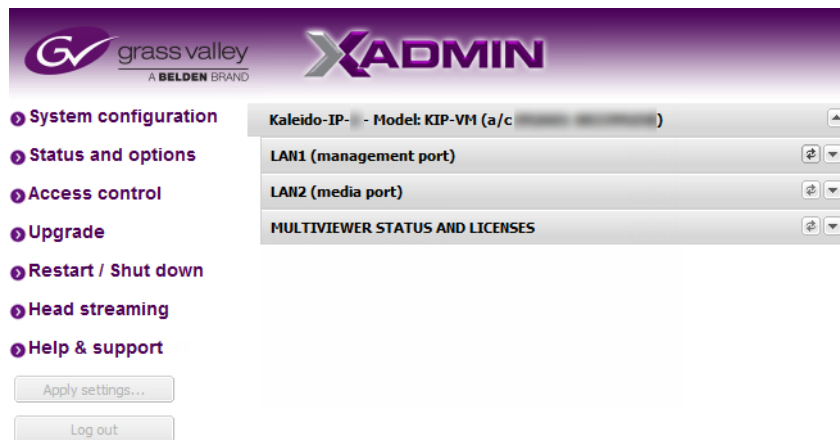 GV grass valley
A BELDEN BRAND
XADMIN
System configuration
Status and options
Access control
Upgrade
Restart / Shut down
Head streaming
Help & support
Apply settings...
Log out
Kaleido-IP- - Model: KIP-VM (a/c )
LAN1 (management port)
LAN2 (media port)
MULTIVIEWER STATUS AND LICENSES